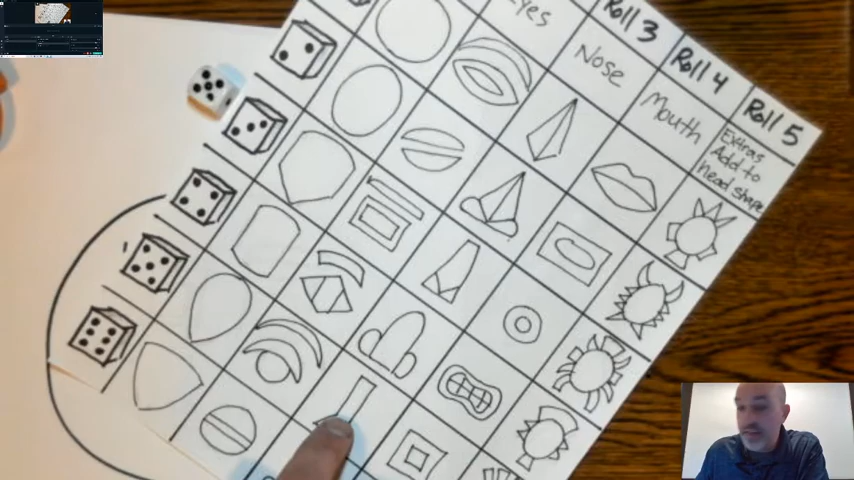 Eyes
Roll 3
Nose
Roll 4
Mouth
Roll 5
Extras
Add to
head shape